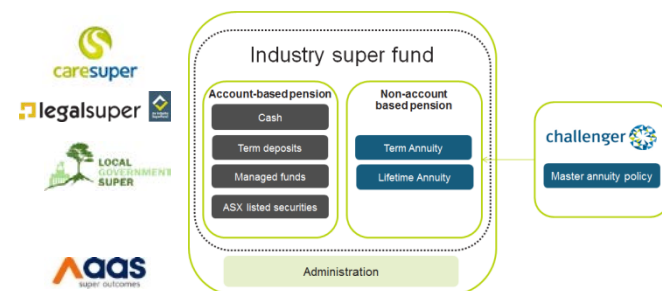 caresuper
legalsuper
LOCAL
GOVERNMENT
SUPER
aas
super outcomes
Industry super fund
Account-based pension
Cash
Term deposits
Managed funds
ASX listed securities
Non-account
based pension
Term Annuity
Lifetime Annuity
Administration
challenger
Master annuity policy